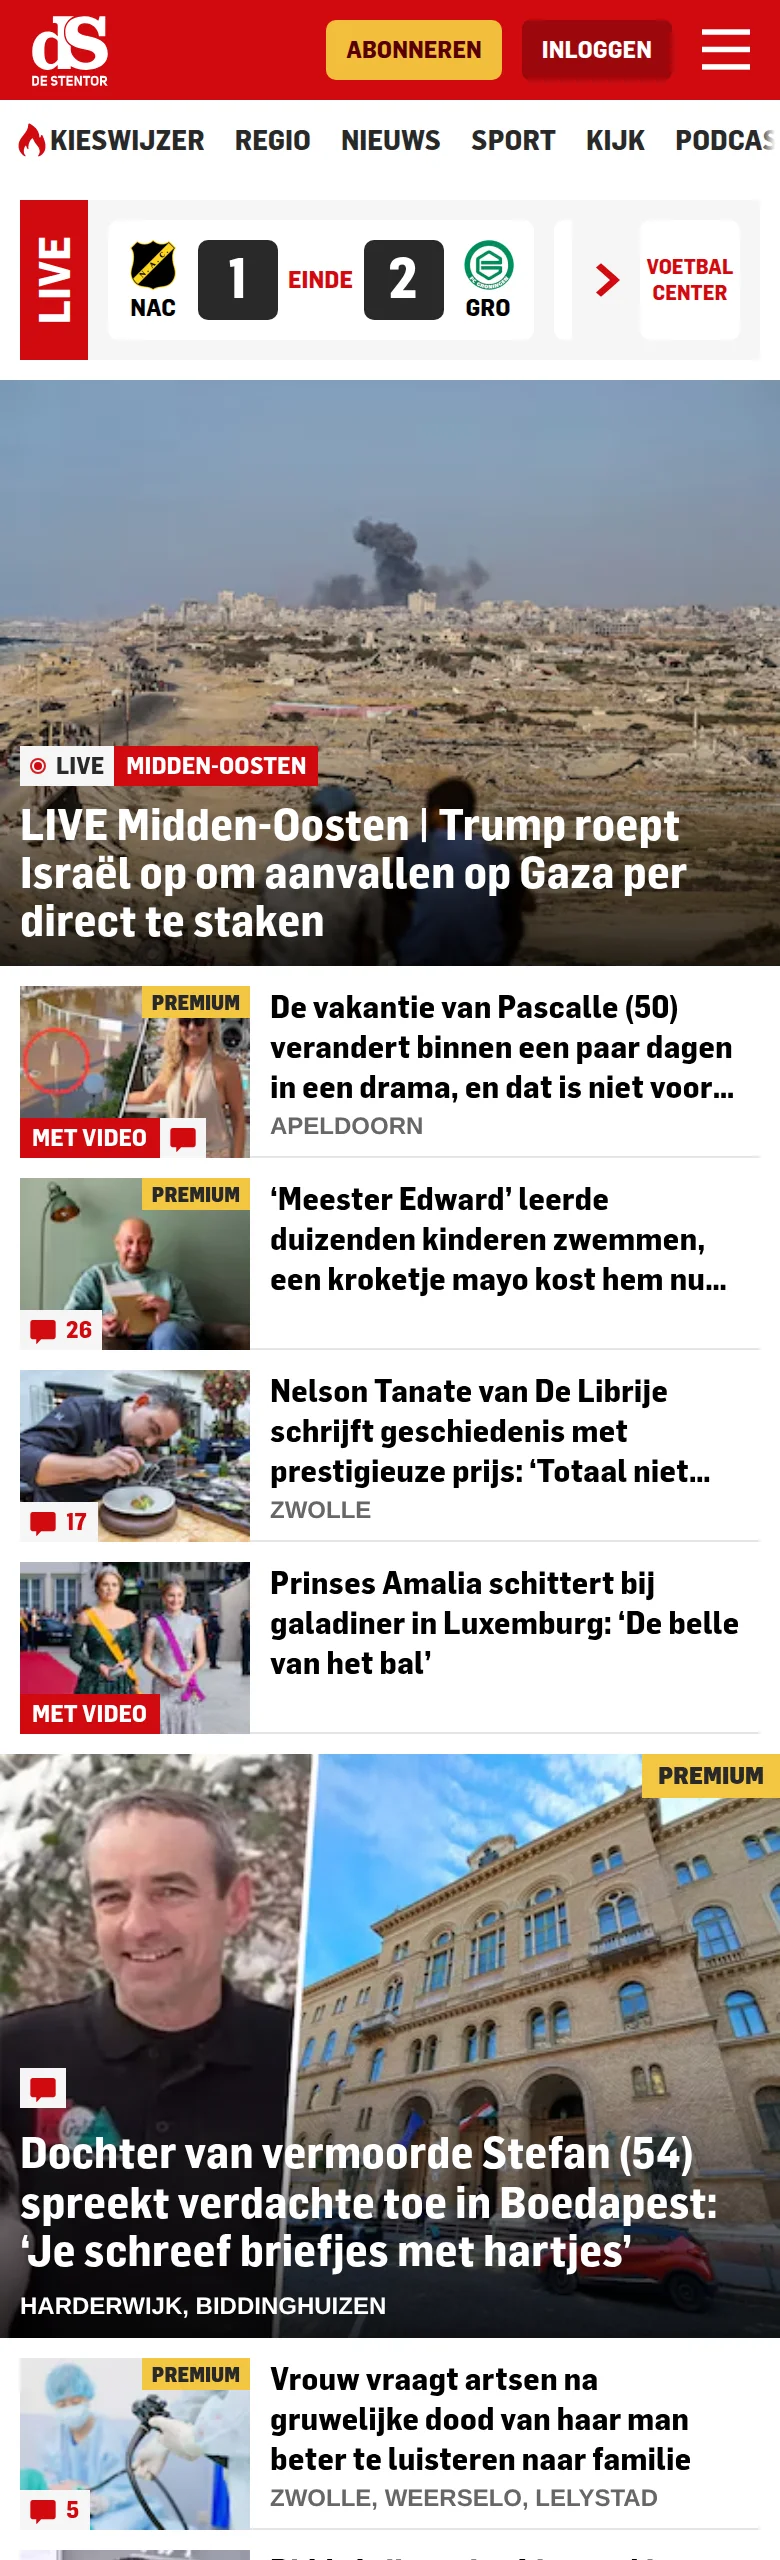 dS
DE STENTOR
ABONNEREN
INLOGGEN
KIESWIJZER REGIO NIEUWS SPORT KIJK PODCAS
LIVE
NAC
1
EINDE
2
GRO
VOETBAL
CENTER
LIVE MIDDEN-OOSTEN
LIVE Midden-Oosten | Trump roept
Israël op om aanvallen op Gaza per
direct te staken
PREMIUM
MET VIDEO
De vakantie van Pascalle (50)
verandert binnen een paar dagen
in een drama, en dat is niet voor...
APELDOORN
PREMIUM
26
‘Meester Edward’ leerde
duizenden kinderen zwemmen,
een kroketje mayo kost hem nu...
17
Nelson Tanate van De Librije
schrijft geschiedenis met
prestigieuze prijs: ‘Totaal niet...
ZWOLLE
MET VIDEO
Prinses Amalia schittert bij
galadiner in Luxemburg: ‘De belle
van het bal’
PREMIUM
Dochter van vermoorde Stefan (54)
spreekt verdachte toe in Boedapest:
‘Je schreef briefjes met hartjes’
HARDERWIJK, BIDDINGHUIZEN
PREMIUM
5
Vrouw vraagt artsen na
gruwelijke dood van haar man
beter te luisteren naar familie
ZWOLLE, WEERSELO, LELYSTAD